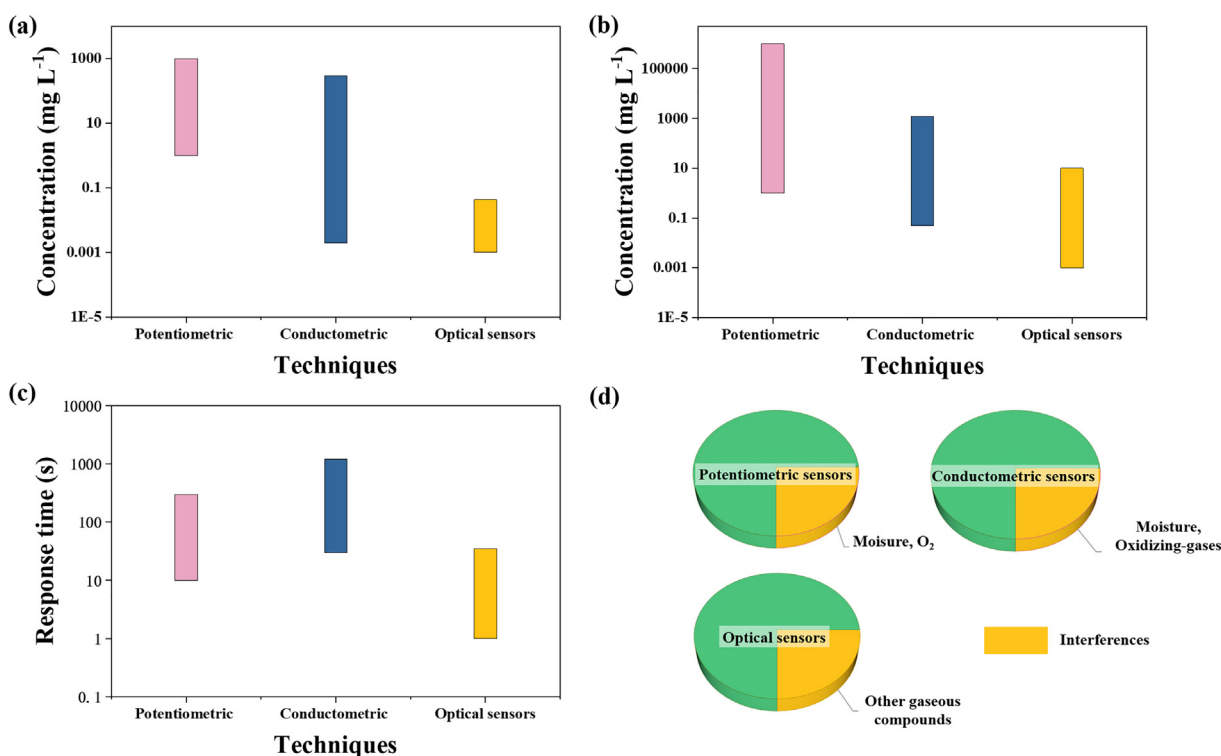 (a)
Concentration (mg L⁻¹)
1000
10
0.1
0.001
1E-5
Potentiometric
Conductometric
Optical sensors
Techniques
(b)
Concentration (mg L⁻¹)
100000
1000
10
0.1
0.001
1E-5
Potentiometric
Conductometric
Optical sensors
Techniques
(c)
Response time (s)
10000
1000
100
10
1
0.1
Potentiometric
Conductometric
Optical sensors
Techniques
(d)
Potentiometric sensors
Moisure, O₂
Conductometric sensors
Moisture,
Oxidizing-gases
Optical sensors
Other gaseous
compounds
Interferences